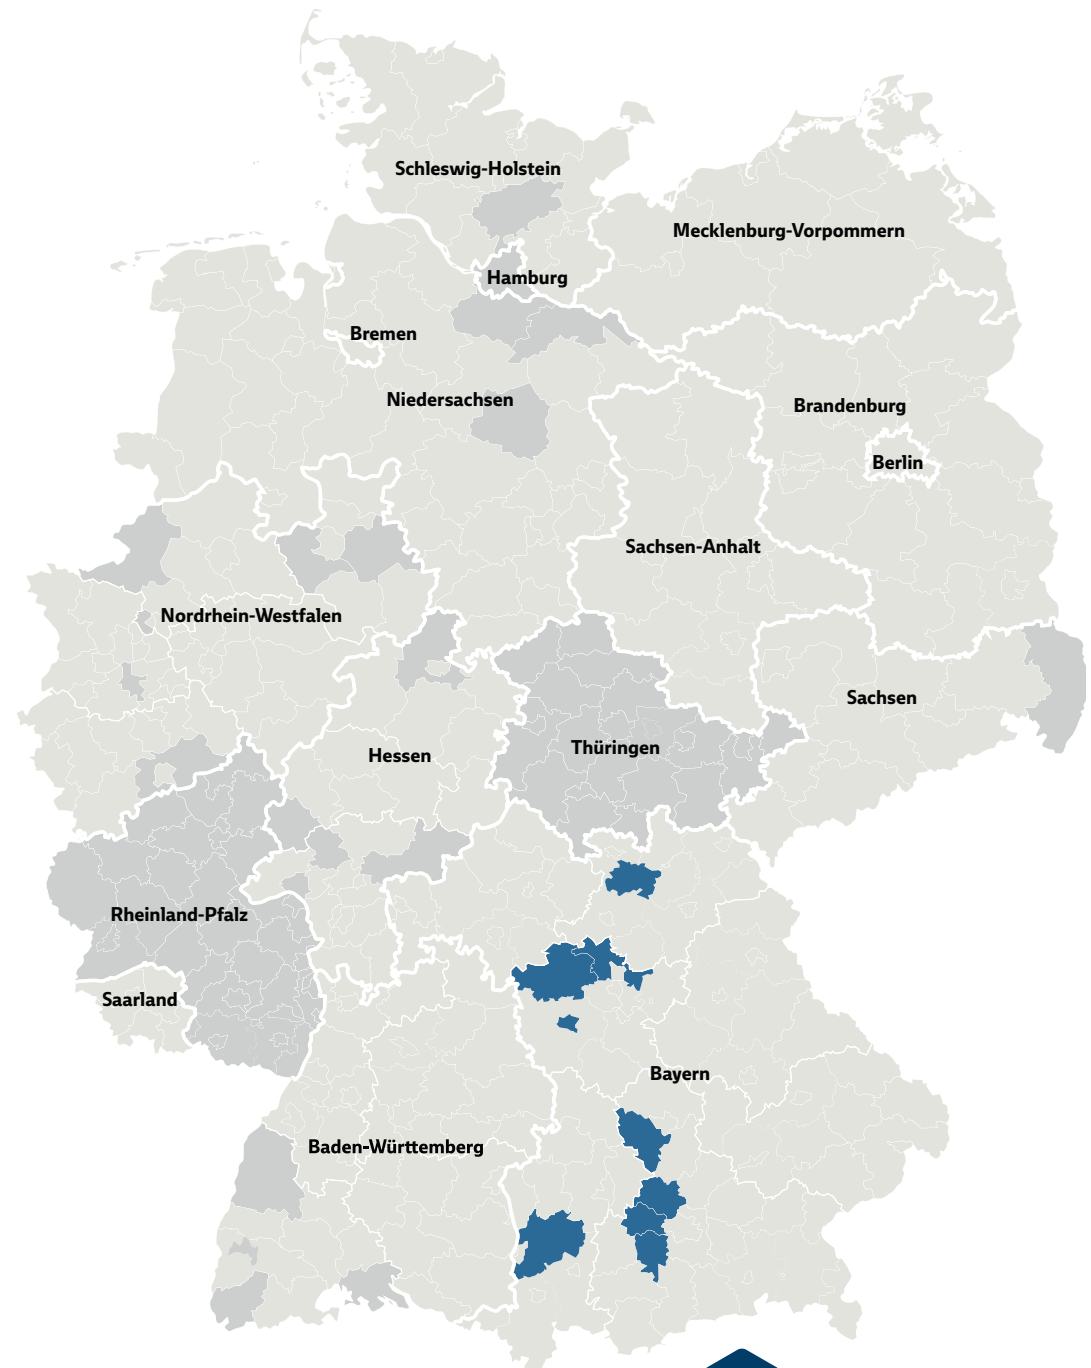 Schleswig-Holstein
Mecklenburg-Vorpommern
Hamburg
Bremen
Niedersachsen
Brandenburg
Berlin
Sachsen-Anhalt
Nordrhein-Westfalen
Sachsen
Thüringen
Hessen
Rheinland-Pfalz
Saarland
Bayern
Baden-Württemberg